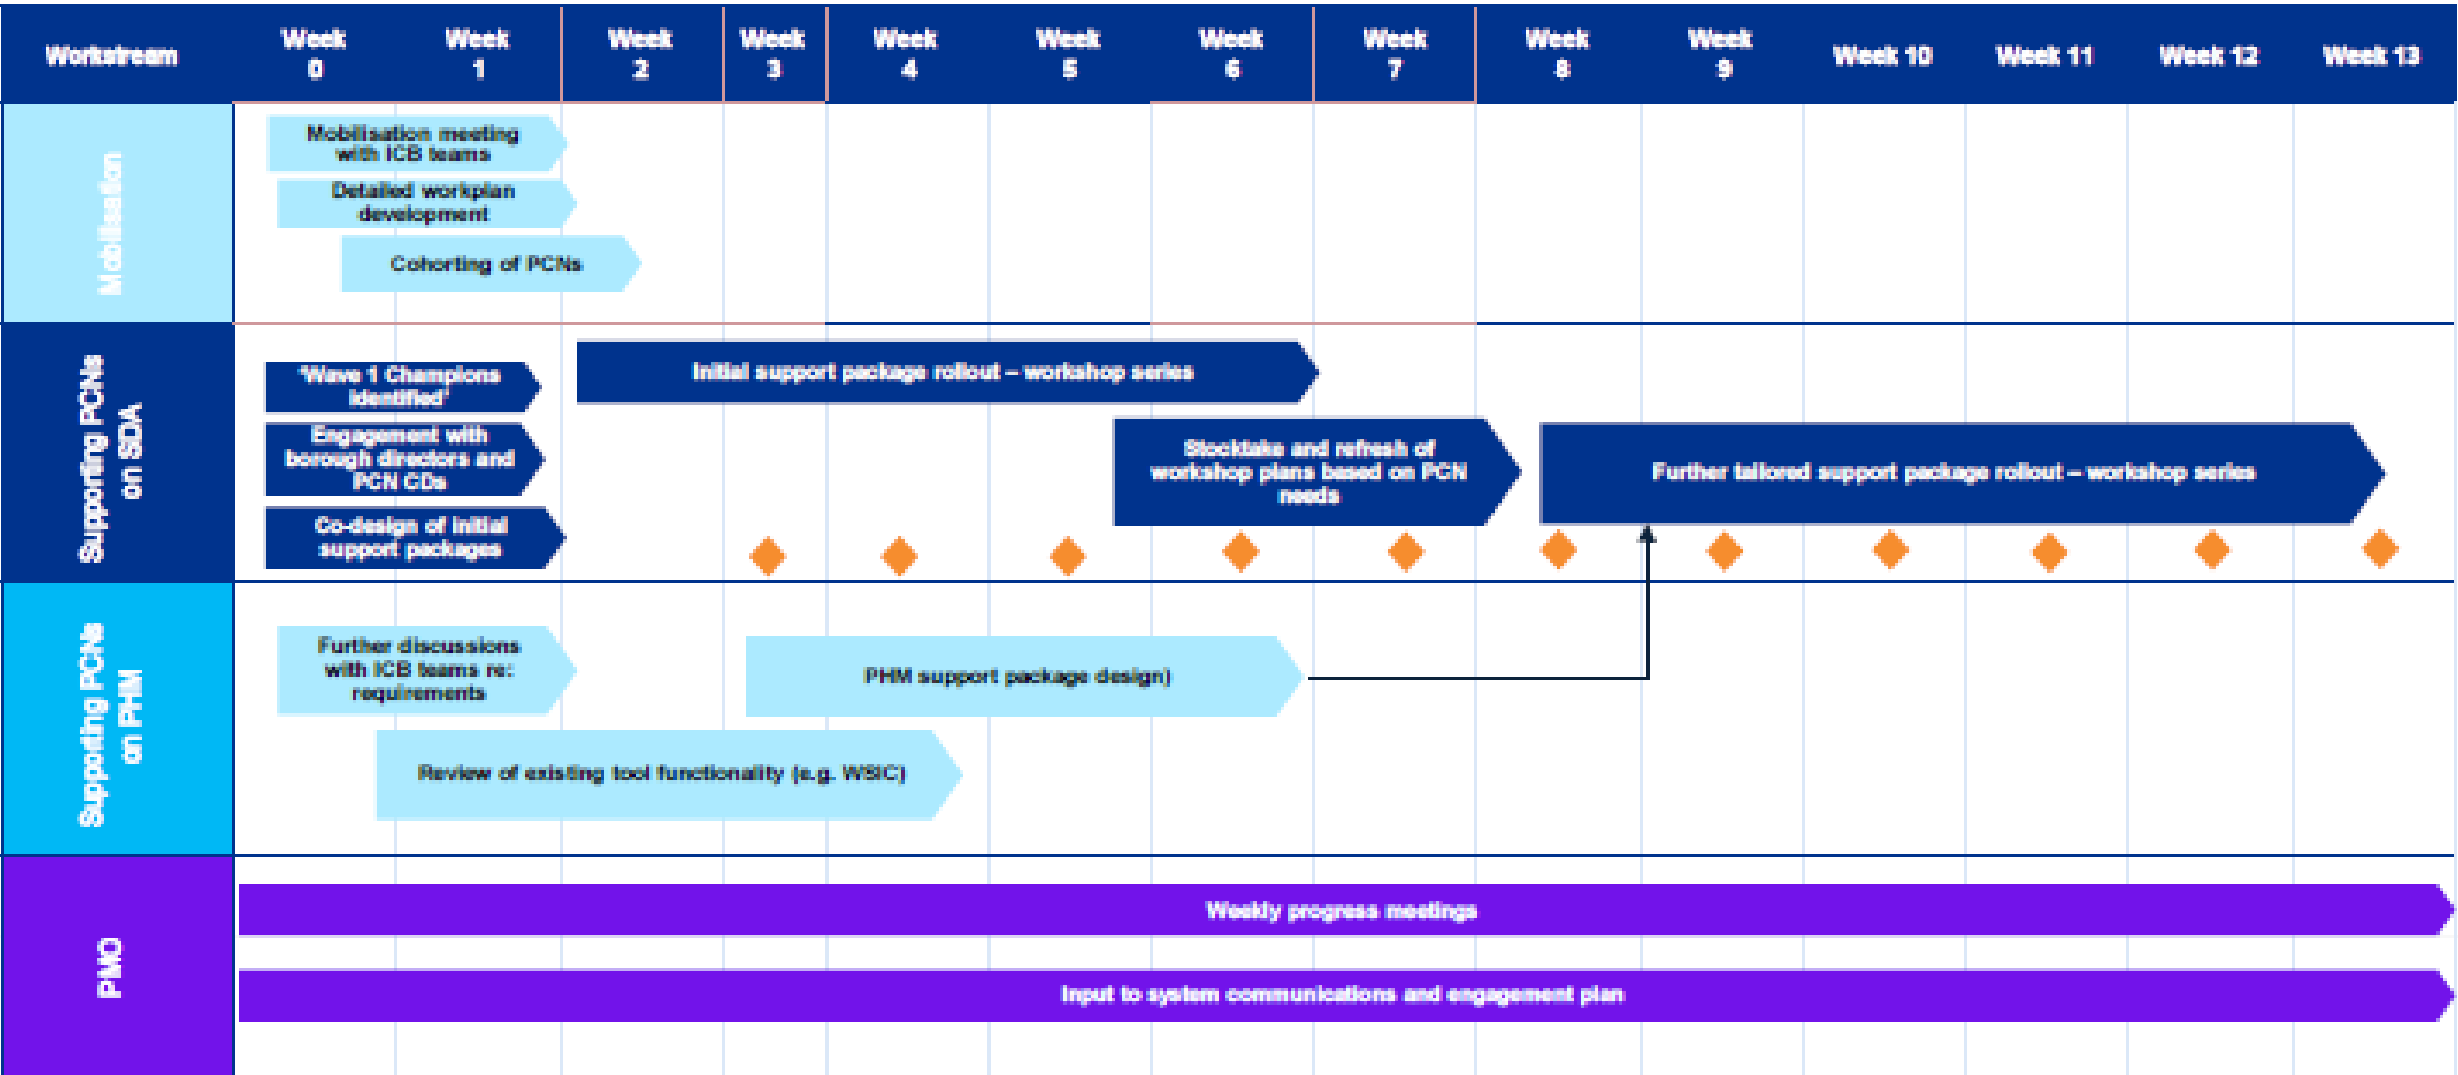 Workstream
Week
0
Week
1
Week
2
Week
3
Week
4
Week
5
Week
6
Week
7
Week
8
Week
9
Week 10
Week 11
Week 12
Week 13
Mobilisation
Mobilisation meeting
with ICB teams
Detailed workplan
development
Cohorting of PCNs
Supporting PCNs
on SDA
'Wave 1 Champions
identified'
Engagement with
borough directors and
PCN CDs
Co-design of initial
support packages
Initial support package rollout – workshop series
Stocktake and refresh of
workshop plans based on PCN
needs
Further tailored support package rollout – workshop series
Supporting PCNs
on PHM
Further discussions
with ICB teams re:
requirements
PHM support package design)
Review of existing tool functionality (e.g. WSIC)
PMO
Weekly progress meetings
Input to system communications and engagement plan